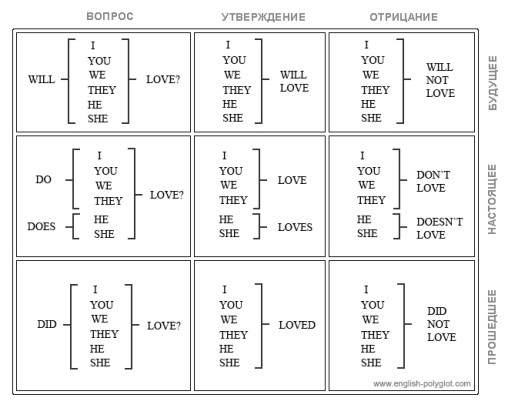 ВОПРОС
УТВЕРЖДЕНИЕ
ОТРИЦАНИЕ
WILL
I
YOU
WE
THEY
HE
SHE
LOVE?
I
YOU
WE
THEY
HE
SHE
WILL
LOVE
I
YOU
WE
THEY
HE
SHE
WILL
NOT
LOVE
БУДУЩЕЕ
DO
I
YOU
WE
THEY
DOES
HE
SHE
LOVE?
I
YOU
WE
THEY
LOVE
HE
SHE
LOVES
I
YOU
WE
THEY
DON'T
LOVE
HE
SHE
DOESN'T
LOVE
НАСТОЯЩЕЕ
DID
I
YOU
WE
THEY
HE
SHE
LOVE?
I
YOU
WE
THEY
HE
SHE
LOVED
I
YOU
WE
THEY
HE
SHE
DID
NOT
LOVE
ПРОШЕДШЕЕ
www.english-polyglot.com